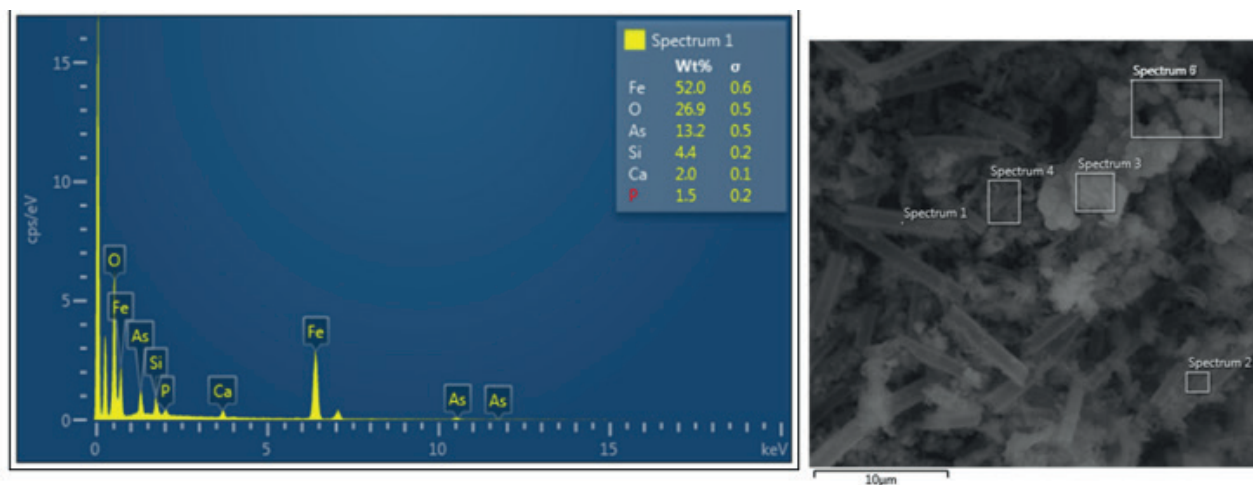 Spectrum 1
Wt% σ
Fe 52.0 0.6
O 26.9 0.5
As 13.2 0.5
Si 4.4 0.2
Ca 2.0 0.1
P 1.5 0.2
cps/eV
15
10
5
0
O
Fe
As
Si
P
Ca
Fe
As
As
0
5
10
15
keV
Spectrum 4
Spectrum 3
Spectrum 1
Spectrum 2
10μm